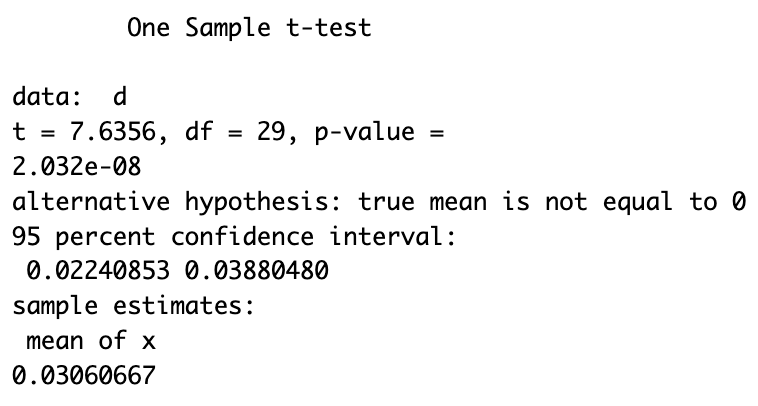 One Sample t-test
data:  d
t = 7.6356, df = 29, p-value =
2.032e-08
alternative hypothesis: true mean is not equal to 0
95 percent confidence interval:
0.02240853 0.03880480
sample estimates:
mean of x
0.03060667